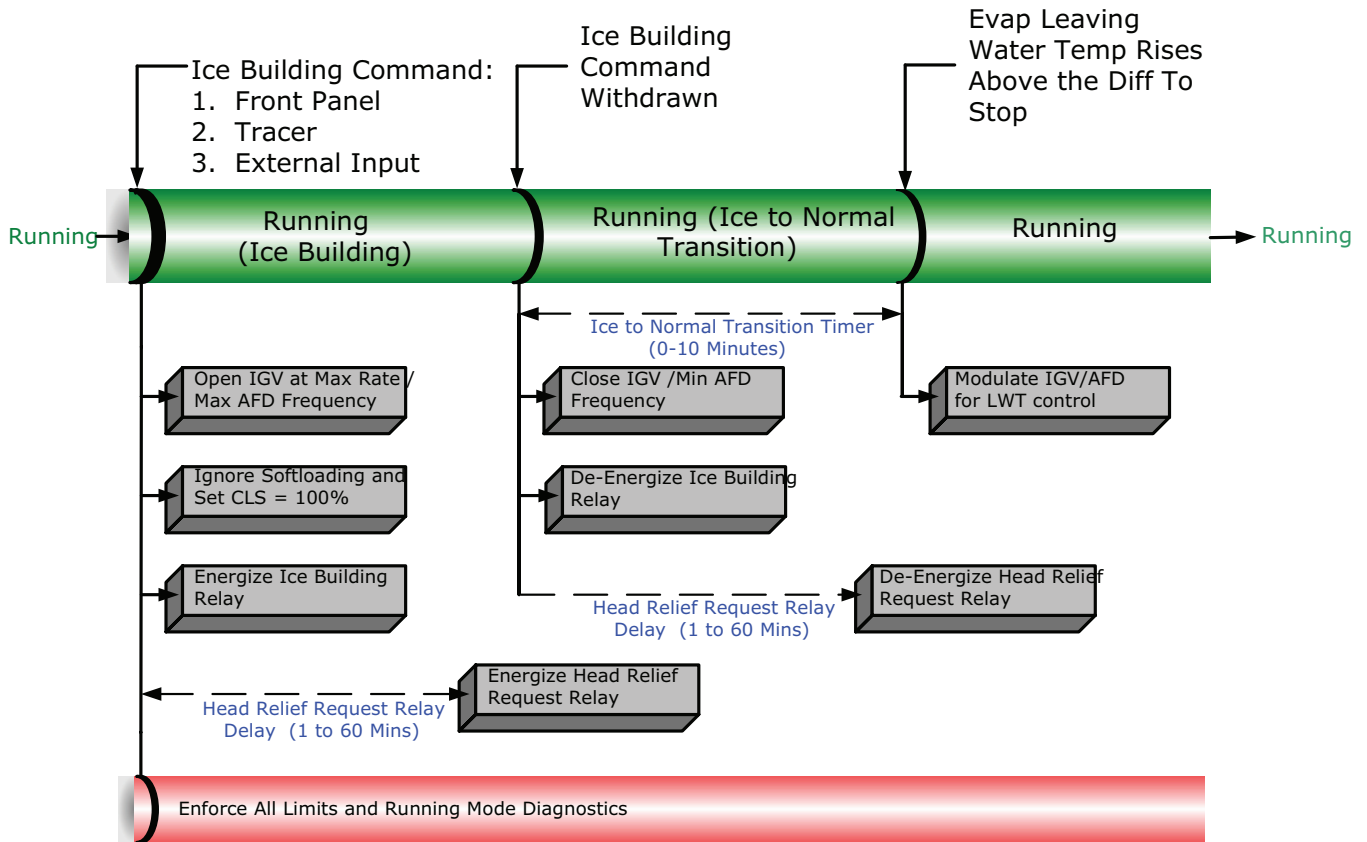 Ice Building Command:
1. Front Panel
2. Tracer
3. External Input
Ice Building
Command
Withdrawn
Evap Leaving
Water Temp Rises
Above the Diff To
Stop
Running
Running
(Ice Building)
Running (Ice to Normal
Transition)
Running
Running
Ice to Normal Transition Timer
(0-10 Minutes)
Open IGV at Max Rate /
Max AFD Frequency
Close IGV /Min AFD
Frequency
Modulate IGV/AFD
for LWT control
Ignore Softloading and
Set CLS = 100%
De-Energize Ice Building
Relay
Energize Ice Building
Relay
Head Relief Request Relay
Delay (1 to 60 Mins)
De-Energize Head Relief
Request Relay
Head Relief Request Relay
Delay (1 to 60 Mins)
Energize Head Relief
Request Relay
Enforce All Limits and Running Mode Diagnostics